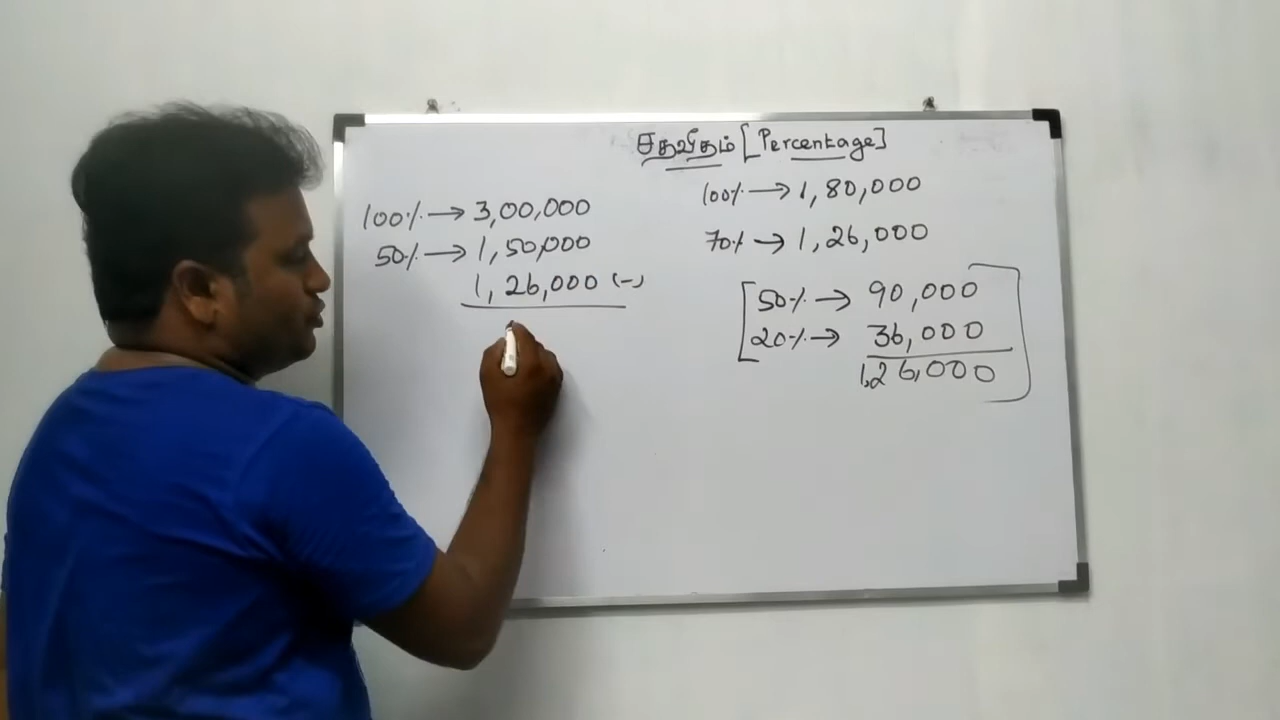 சதவீதம் [Percentage]
100% → 3,00,000
50% → 1,50,000
1,26,000 (-)
100% → 1,80,000
70% → 1,26,000
50% → 90,000
20% → 36,000
1,26,000